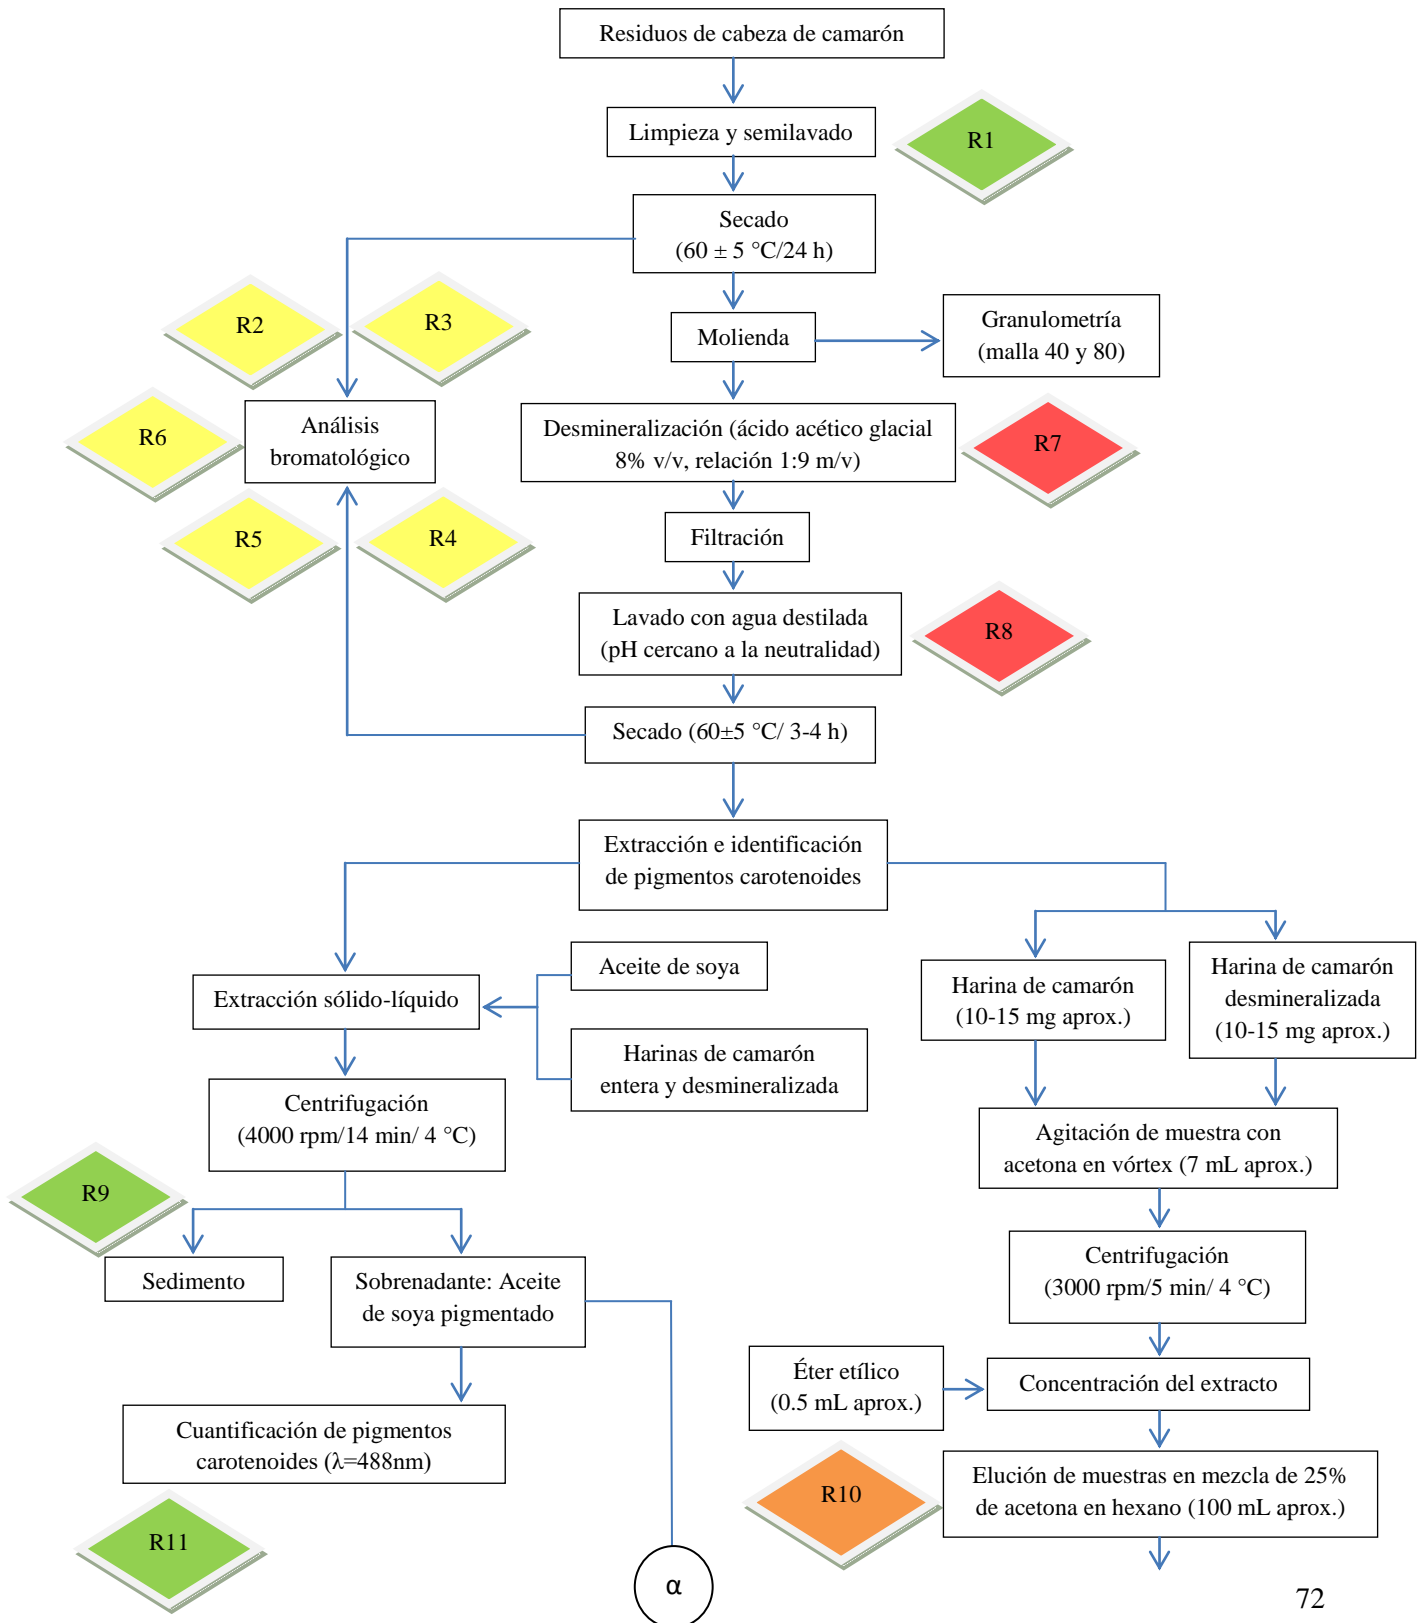 Residuos de cabeza de camarón
Limpieza y semilavado
R1
Secado
(60 ± 5 °C/24 h)
R2
R3
Molienda
Granulometría
(malla 40 y 80)
R6
Análisis
bromatológico
Desmineralización (ácido acético glacial
8% v/v, relación 1:9 m/v)
R7
R5
R4
Filtración
Lavado con agua destilada
(pH cercano a la neutralidad)
R8
Secado (60±5 °C/ 3-4 h)
Extracción e identificación
de pigmentos carotenoides
Aceite de soya
Extracción sólido-líquido
Harinas de camarón
entera y desmineralizada
Harina de camarón
(10-15 mg aprox.)
Harina de camarón
desmineralizada
(10-15 mg aprox.)
Centrifugación
(4000 rpm/14 min/ 4 °C)
Agitación de muestra con
acetona en vórtex (7 mL aprox.)
R9
Sedimento
Sobrenadante: Aceite
de soya pigmentado
Centrifugación
(3000 rpm/5 min/ 4 °C)
Éter etílico
(0.5 mL aprox.)
Concentración del extracto
Cuantificación de pigmentos
carotenoides (λ=488nm)
R10
Elución de muestras en mezcla de 25%
de acetona en hexano (100 mL aprox.)
R11
α
72